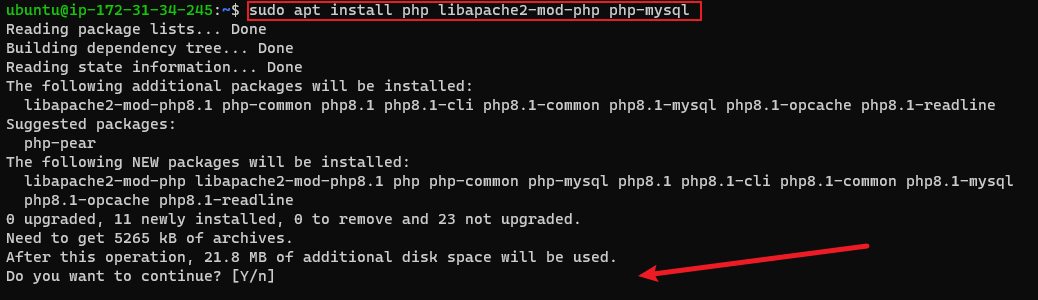 ubuntu@ip-172-31-34-245:~$ sudo apt install php libapache2-mod-php php-mysql
Reading package lists... Done
Building dependency tree... Done
Reading state information... Done
The following additional packages will be installed:
  libapache2-mod-php8.1 php-common php8.1 php8.1-cli php8.1-common php8.1-mysql php8.1-opcache php8.1-readline
Suggested packages:
  php-pear
The following NEW packages will be installed:
  libapache2-mod-php libapache2-mod-php8.1 php php-common php-mysql php8.1 php8.1-cli php8.1-common php8.1-mysql
  php8.1-opcache php8.1-readline
0 upgraded, 11 newly installed, 0 to remove and 23 not upgraded.
Need to get 5265 kB of archives.
After this operation, 21.8 MB of additional disk space will be used.
Do you want to continue? [Y/n]